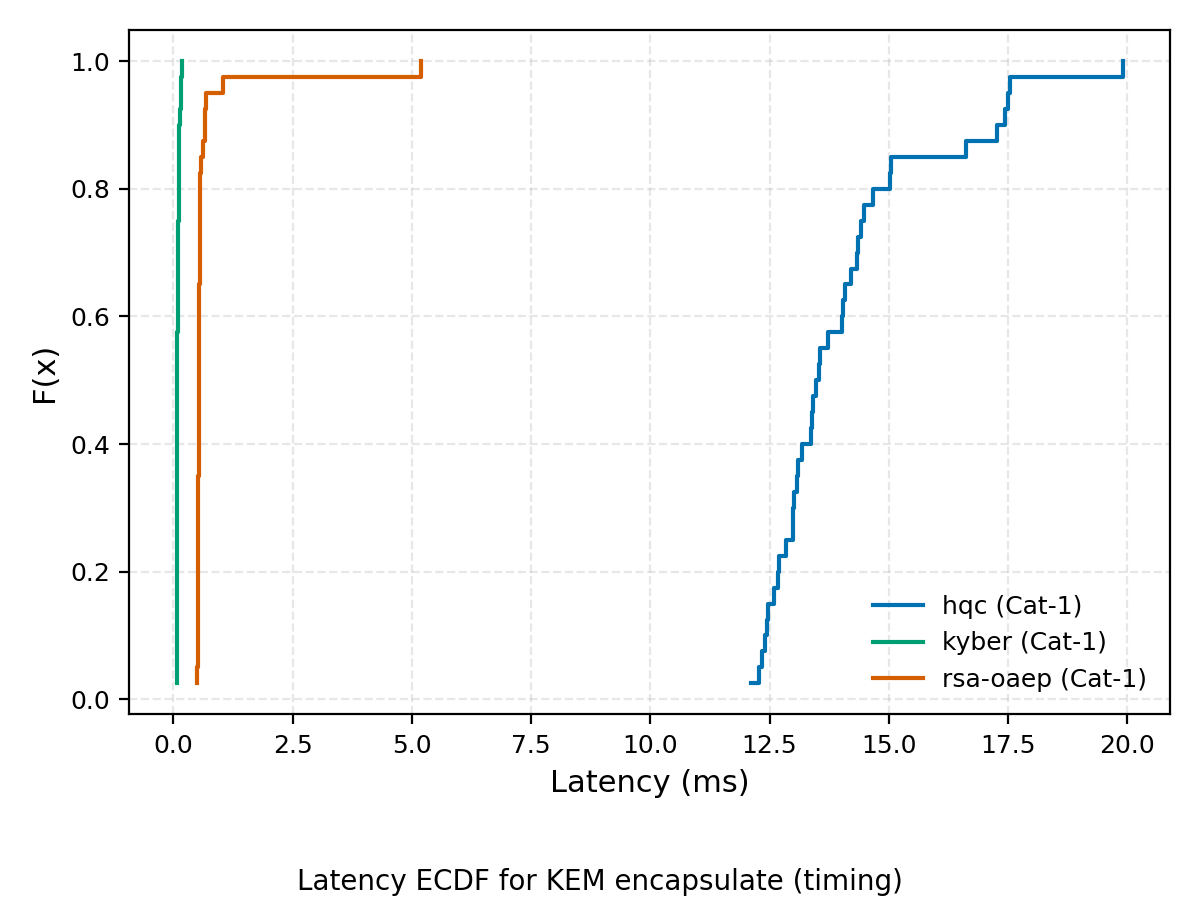 1.0
0.8
0.6
0.4
0.2
0.0
F(x)
hqc (Cat-1)
kyber (Cat-1)
rsa-oaep (Cat-1)
0.0 2.5 5.0 7.5 10.0 12.5 15.0 17.5 20.0
Latency (ms)
Latency ECDF for KEM encapsulate (timing)